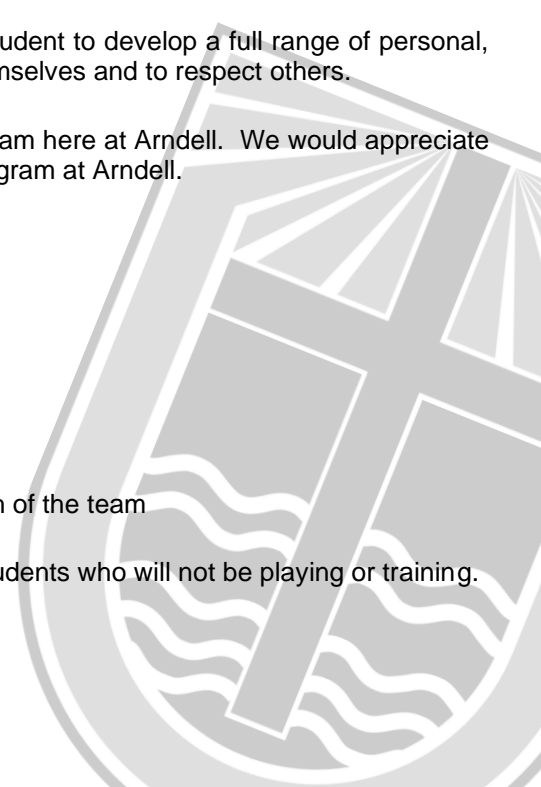 udent to develop a full range of personal,
mselves and to respect others.
am here at Arndell.  We would appreciate
gram at Arndell.
n of the team
udents who will not be playing or training.